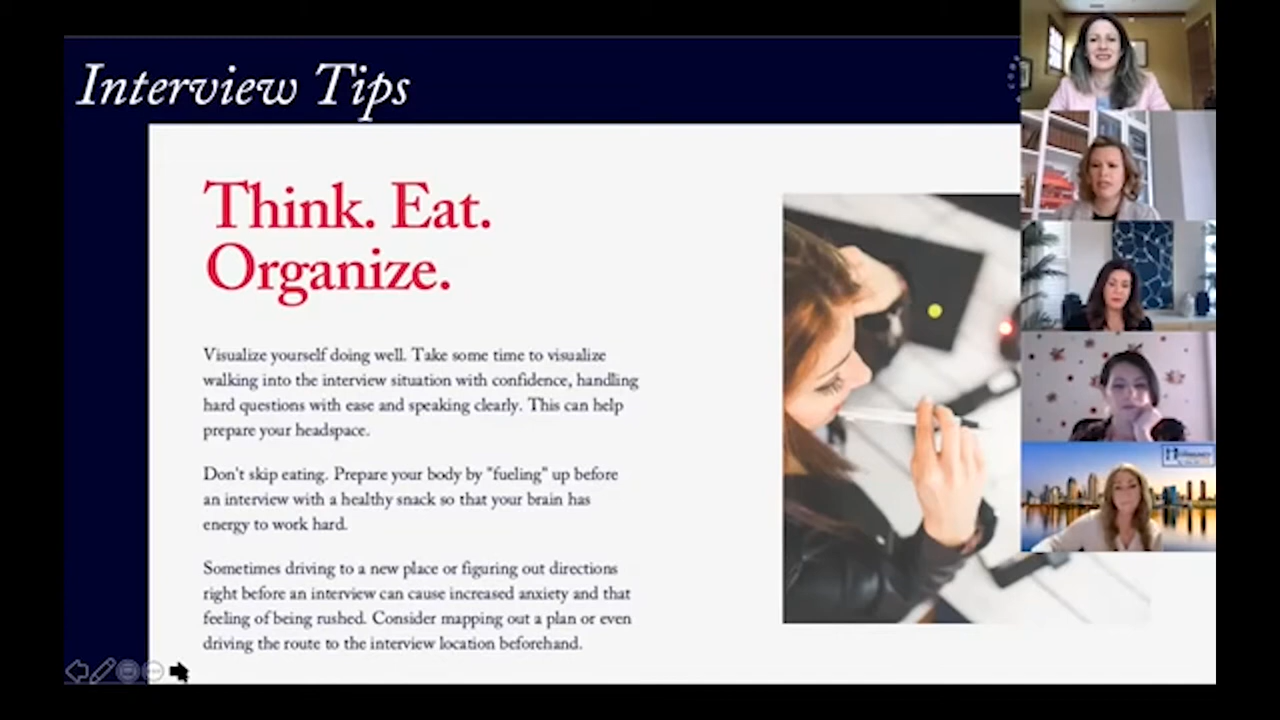 Interview Tips
Think. Eat.
Organize.
Visualize yourself doing well. Take some time to visualize
walking into the interview situation with confidence, handling
hard questions with ease and speaking clearly. This can help
prepare your headspace.
Don't skip eating. Prepare your body by "fueling" up before
an interview with a healthy snack so that your brain has
energy to work hard.
Sometimes driving to a new place or figuring out directions
right before an interview can cause increased anxiety and that
feeling of being rushed. Consider mapping out a plan or even
driving the route to the interview location beforehand.